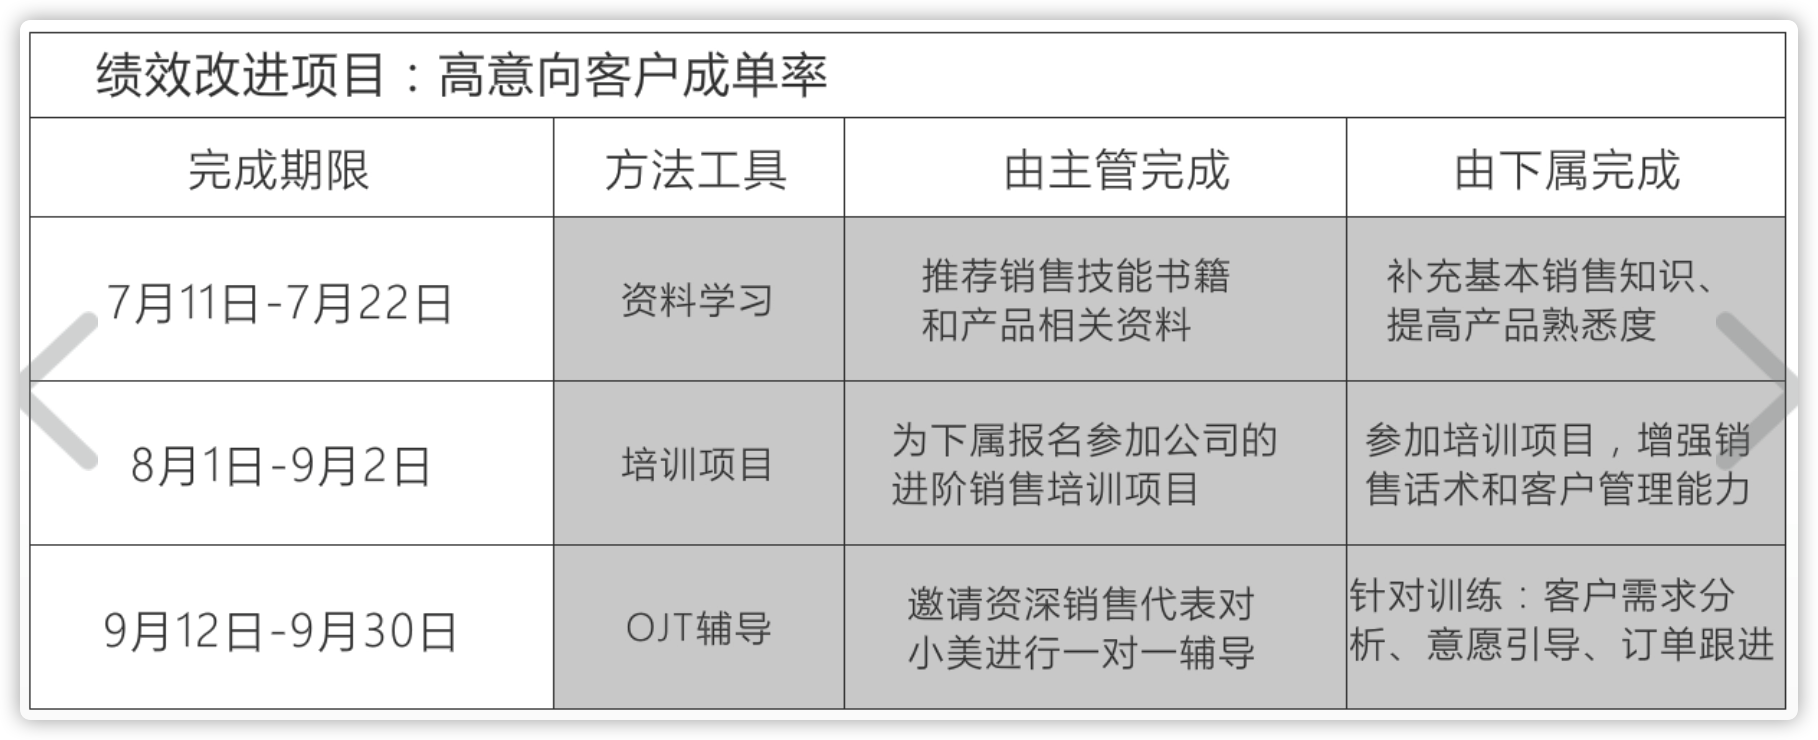 绩效改进项目：高意向客户成单率
完成期限 方法工具 由主管完成 由下属完成
7月11日-7月22日
资料学习
推荐销售技能书籍
和产品相关资料
补充基本销售知识、
提高产品熟悉度
8月1日-9月2日
培训项目
为下属报名参加公司的
进阶销售培训项目
参加培训项目，增强销
售话术和客户管理能力
9月12日-9月30日
OJT辅导
邀请资深销售代表对
小美进行一对一辅导
针对训练：客户需求分
析、意愿引导、订单跟进